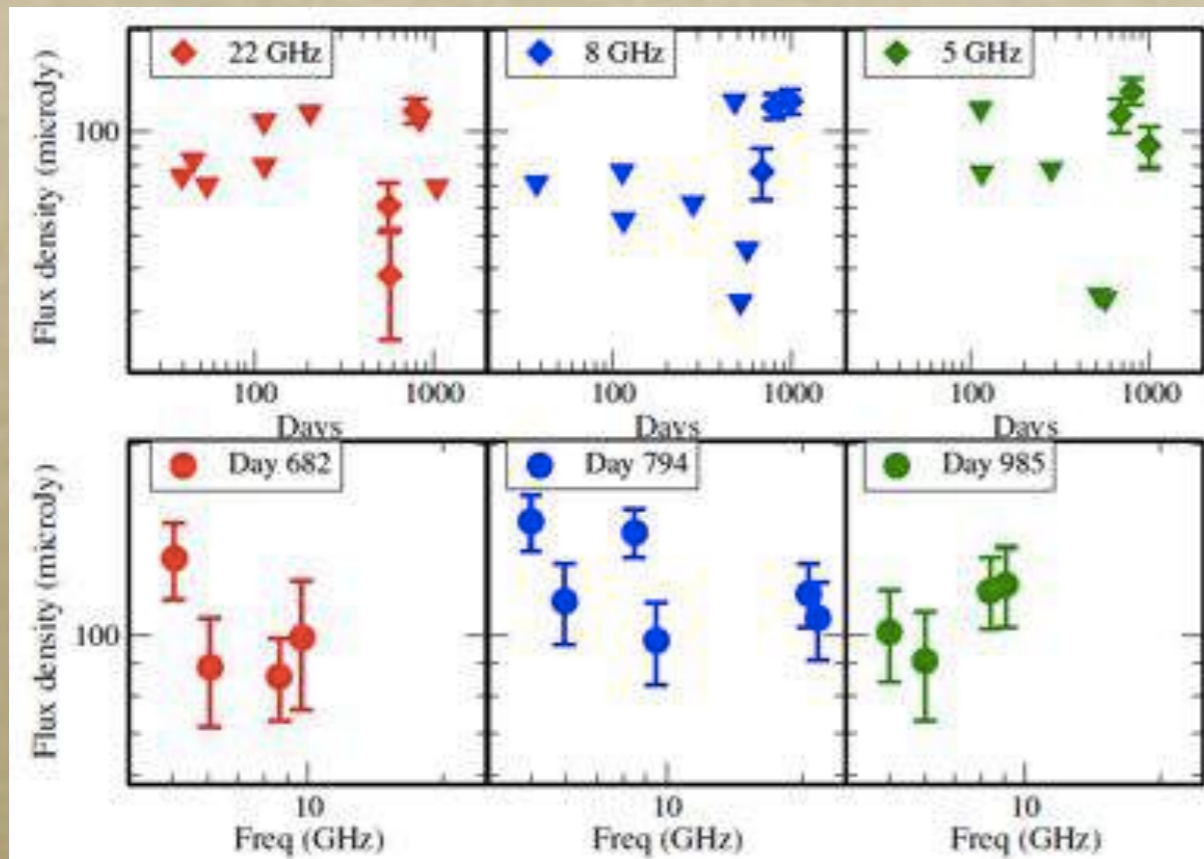 22 GHz
8 GHz
5 GHz
Flux density (microJy)
100
100 1000
100 1000
100 1000
Days
Days
Days
Day 682
Day 794
Day 985
Flux density (microJy)
100
10
10
10
Freq (GHz)
Freq (GHz)
Freq (GHz)